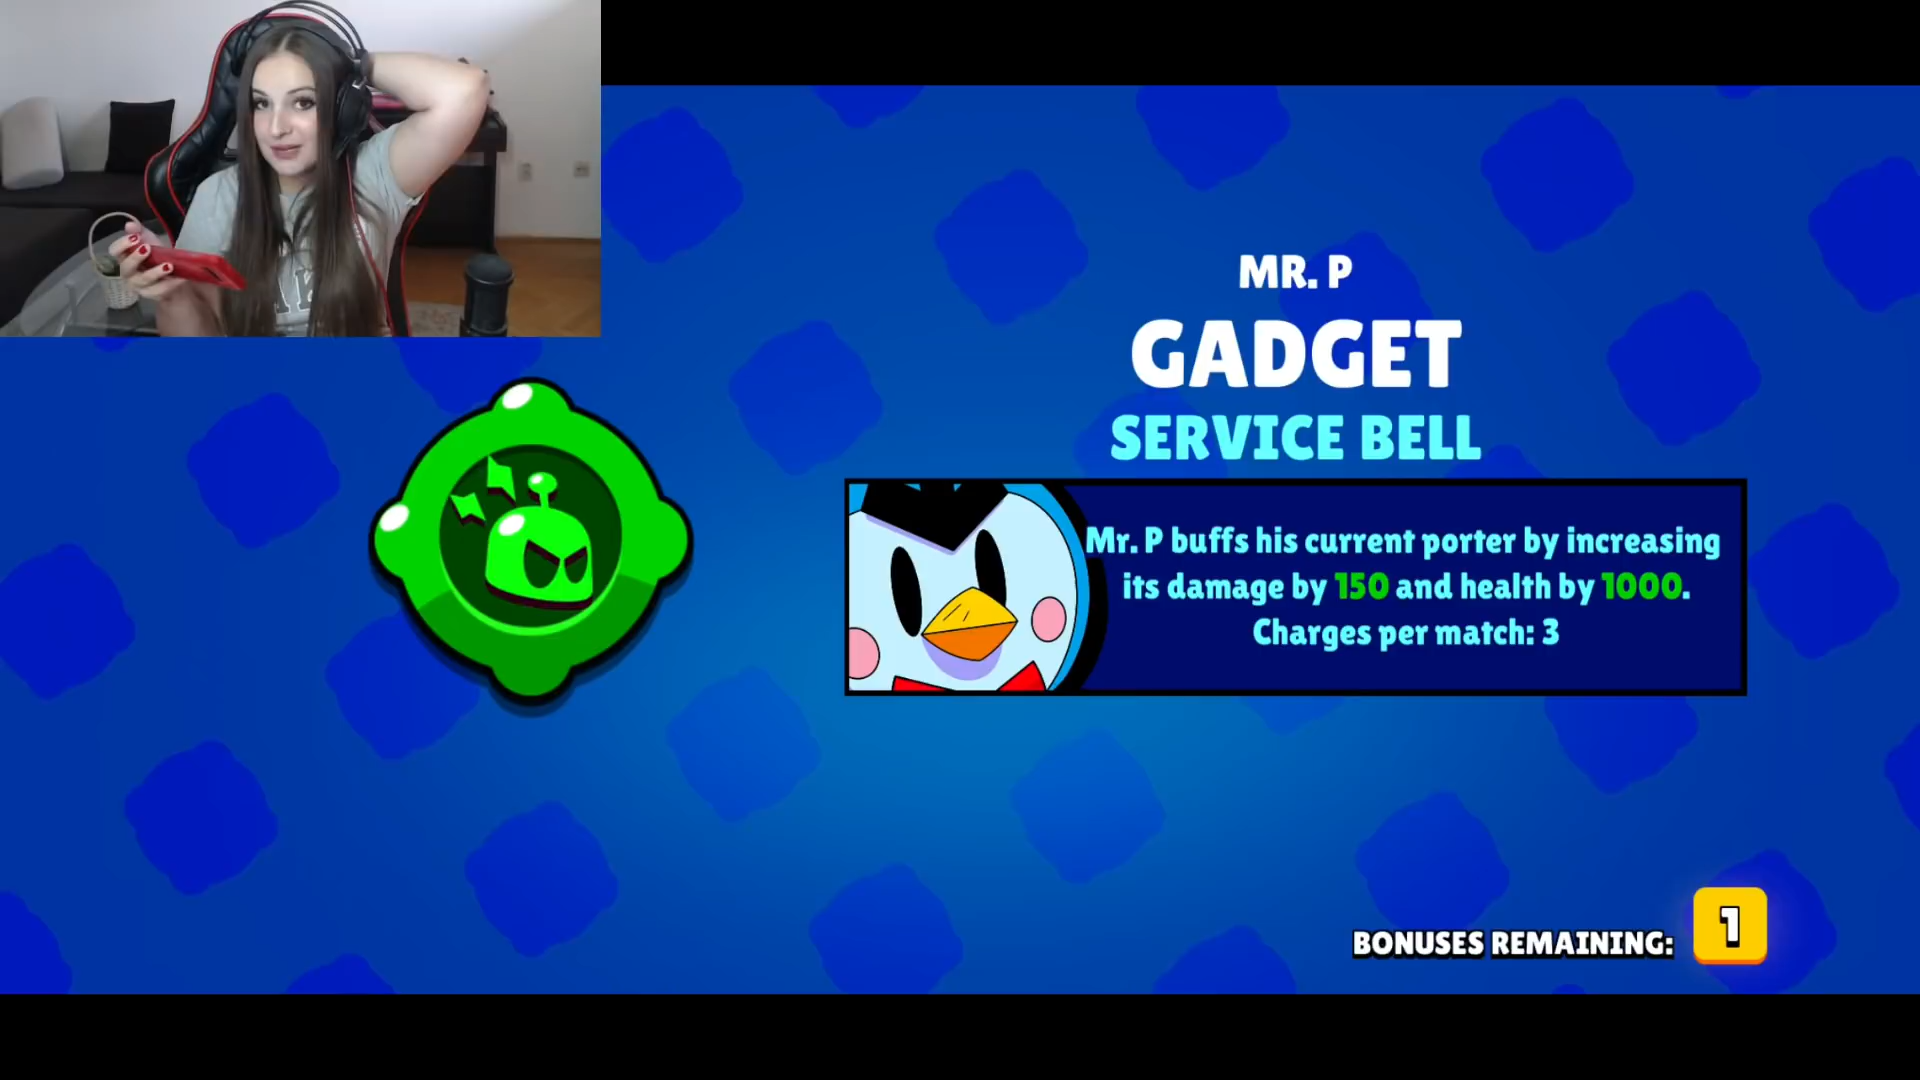 MR. P
GADGET
SERVICE BELL
Mr. P buffs his current porter by increasing
its damage by 150 and health by 1000.
Charges per match: 3
BONUSES REMAINING: 1